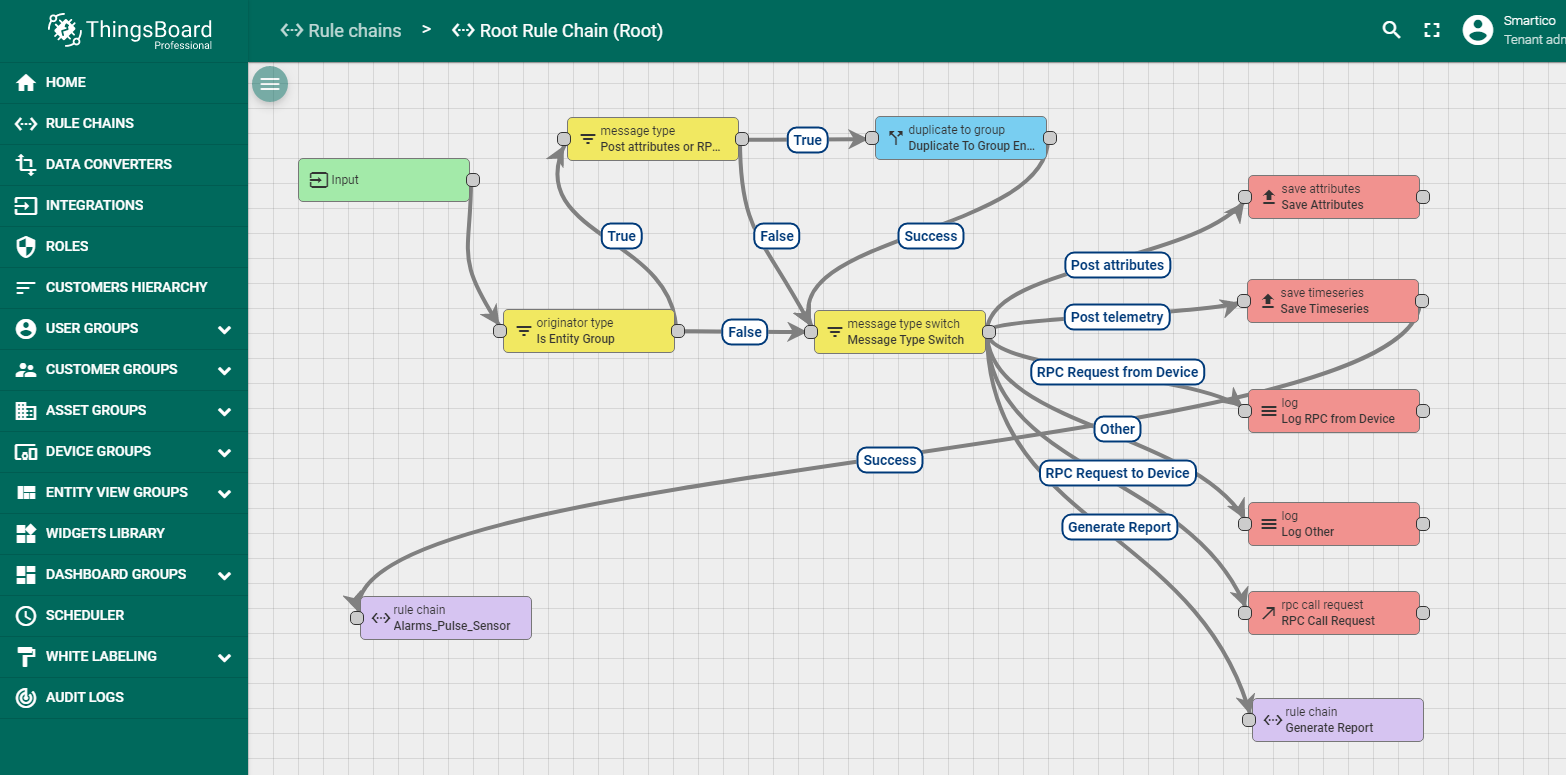 ThingsBoard
Professional
Rule chains > Root Rule Chain (Root)
Smartico
Tenant adm
HOME
RULE CHAINS
DATA CONVERTERS
INTEGRATIONS
ROLES
CUSTOMERS HIERARCHY
USER GROUPS
CUSTOMER GROUPS
ASSET GROUPS
DEVICE GROUPS
ENTITY VIEW GROUPS
WIDGETS LIBRARY
DASHBOARD GROUPS
SCHEDULER
WHITE LABELING
AUDIT LOGS
Input
message type
Post attributes or RP...
True
duplicate to group
Duplicate To Group En...
True
False
Success
originator type
Is Entity Group
False
message type switch
Message Type Switch
Post attributes
save attributes
Save Attributes
Post telemetry
save timeseries
Save Timeseries
RPC Request from Device
log
Log RPC from Device
Other
Success
RPC Request to Device
log
Log Other
Generate Report
rule chain
Alarms_Pulse_Sensor
rpc call request
RPC Call Request
rule chain
Generate Report